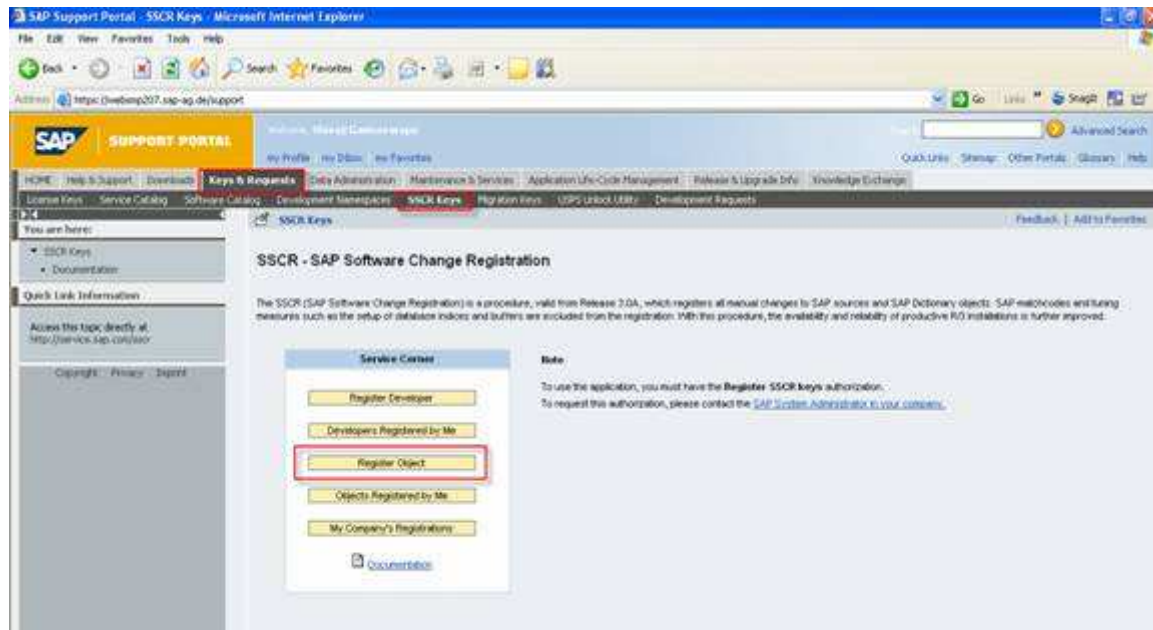 SAP Support Portal - SSCR Keys - Microsoft Internet Explorer
File Edit View Favorites Tools Help
Back Search Favorites
Address https://websmp207.sap-ag.de/support Go Links SnagIt
SAP SUPPORT PORTAL
Advanced Search
my Profile my Inbox my Favorites Quick Links Sitemap Other Portals Glossary Help
HOME Help & Support Downloads Keys & Requests Data Administration Maintenance & Services Application Life-Cycle Management Release & Upgrade Info Knowledge Exchange
License Keys Service Catalog Software Catalog Development Namespaces SSCR Keys Migration Keys Development Requests
You are here:
SSCR Keys
Feedback | Add to Favorites
SSCR Keys
Documentation
SSCR - SAP Software Change Registration
Quick Link Information
Access this topic directly at
http://service.sap.com/sscr
Copyright Privacy Imprint
The SSCR (SAP Software Change Registration) is a procedure, valid from Release 3.0A, which registers all manual changes to SAP sources and SAP Dictionary objects. SAP matchcodes and tuning
measures such as the setup of database indices and buffers are excluded from the registration. With this procedure, the availability and reliability of productive R/3 installations is further improved.
Service Corner
Register Developer
Developers Registered by Me
Register Object
Objects Registered by Me
My Company's Registrations
Documentation
Note
To use the application, you must have the Register SSCR keys authorization.
To request this authorization, please contact the SAP System Administrator in your company.